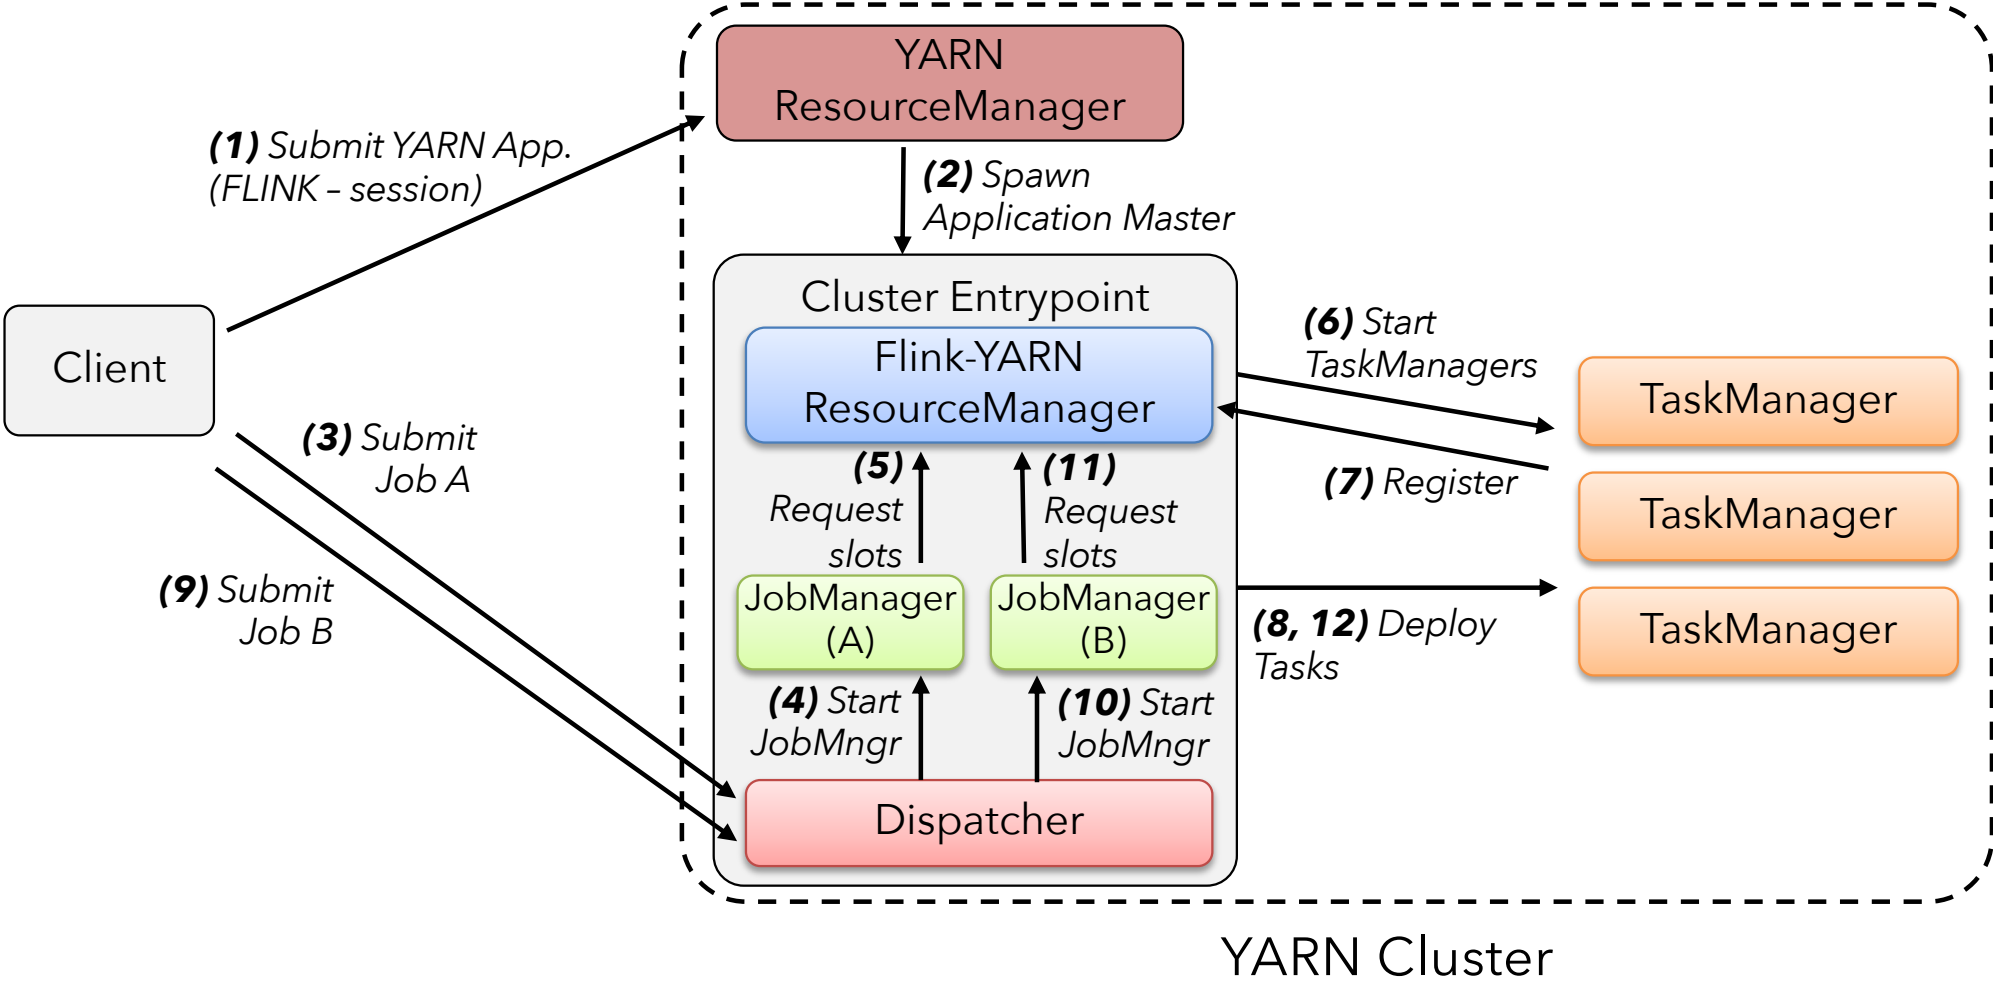 YARN
ResourceManager
(1) Submit YARN App.
(FLINK – session)
(2) Spawn
Application Master
Cluster Entrypoint
Flink-YARN
ResourceManager
Client
(6) Start
TaskManagers
TaskManager
(3) Submit
Job A
(5)
Request
slots
(11)
Request
slots
(7) Register
TaskManager
(9) Submit
Job B
JobManager
(A)
JobManager
(B)
(8, 12) Deploy
Tasks
TaskManager
(4) Start
JobMngr
(10) Start
JobMngr
Dispatcher
YARN Cluster